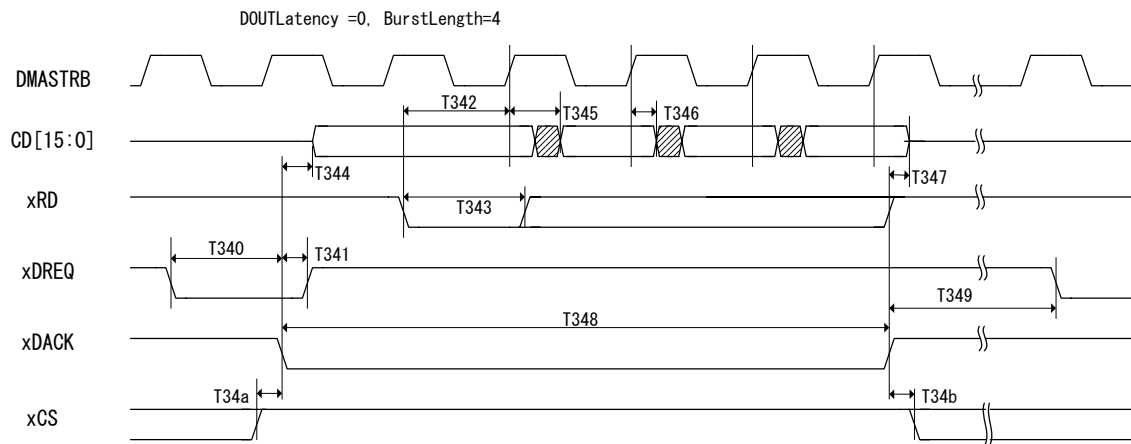 DOUTLatency =0, BurstLength=4
DMASTRB
T342
T345
T346
CD[15:0]
T344
T347
xRD
T343
T340
T341
xDREQ
T349
T348
xDACK
T34a
T34b
xCS